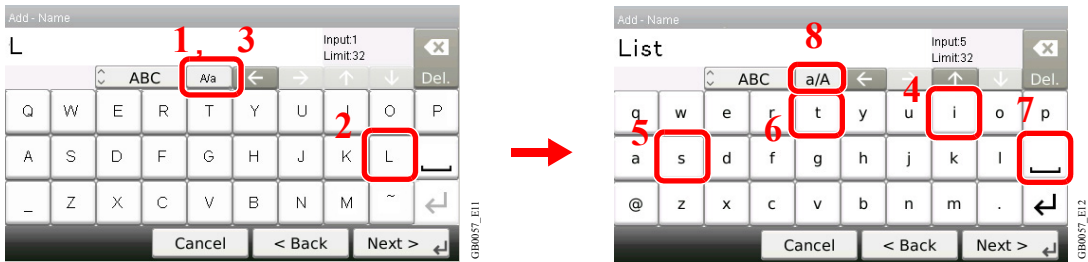 Add - Name
L
Input:1
Limit:32
1, 3
ABC A/a ← → ↑ ↓ Del.
Q W E R T Y U J O P
2
A S D F G H J K L
_ Z X C V B N M ~
Cancel < Back Next >
GB0057_E11
Add - Name
List
Input:5
Limit:32
8
ABC a/A ← → ↑ ↓ Del.
4
q w e r t y u i o p
5 6 7
a s d f g h j k l
@ z x c v b n m .
Cancel < Back Next >
GB0057_E12